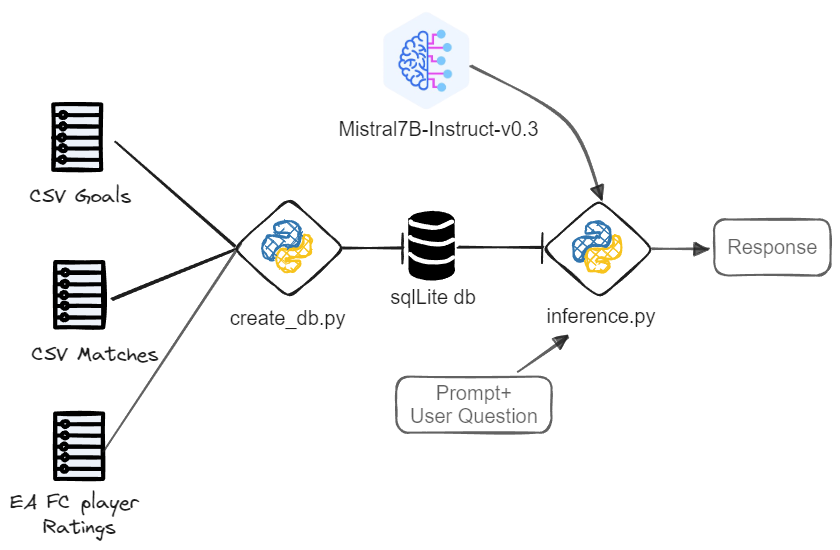 Mistral7B-Instruct-v0.3
CSV Goals
create_db.py
sqlLite db
inference.py
Response
CSV Matches
Prompt+
User Question
EA FC player
Ratings